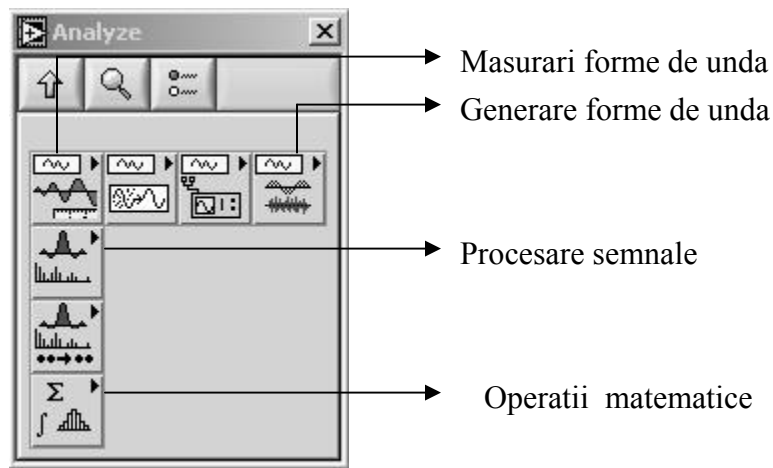 Analyze
Masurari forme de unda
Generare forme de unda
Procesare semnale
Operatii matematice